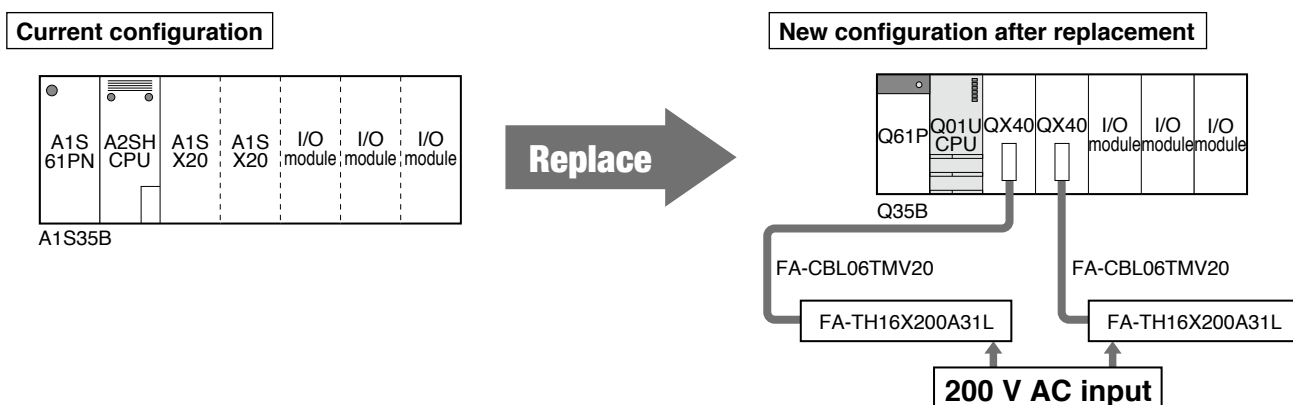 Current configuration
A1S
61PN
A2SH
CPU
A1S
X20
A1S
X20
I/O
module
I/O
module
I/O
module
A1S35B
Replace
New configuration after replacement
Q61P
Q01U
CPU
QX40
QX40
I/O
module
I/O
module
I/O
module
Q35B
FA-CBL06TMV20
FA-CBL06TMV20
FA-TH16X200A31L
FA-TH16X200A31L
200 V AC input